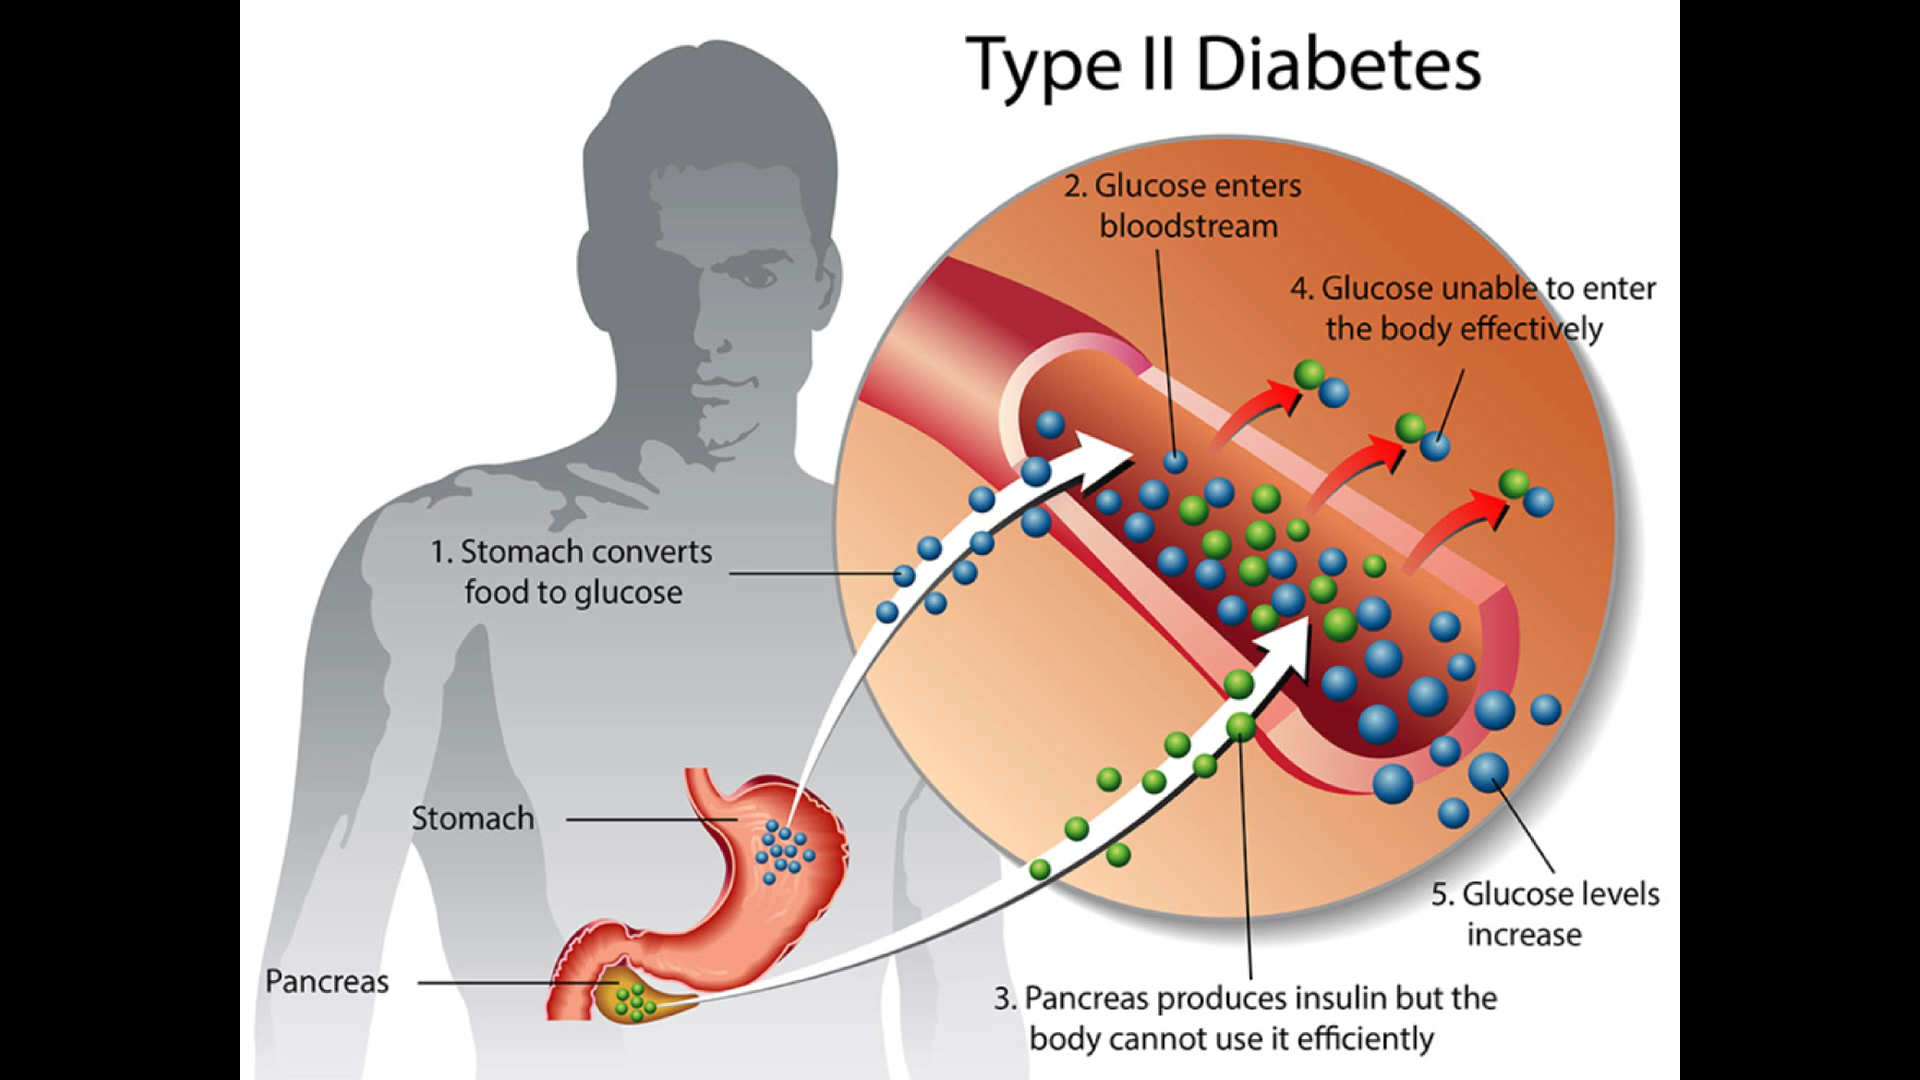 Type II Diabetes
2. Glucose enters
bloodstream
4. Glucose unable to enter
the body effectively
1. Stomach converts
food to glucose
Stomach
5. Glucose levels
increase
Pancreas
3. Pancreas produces insulin but the
body cannot use it efficiently